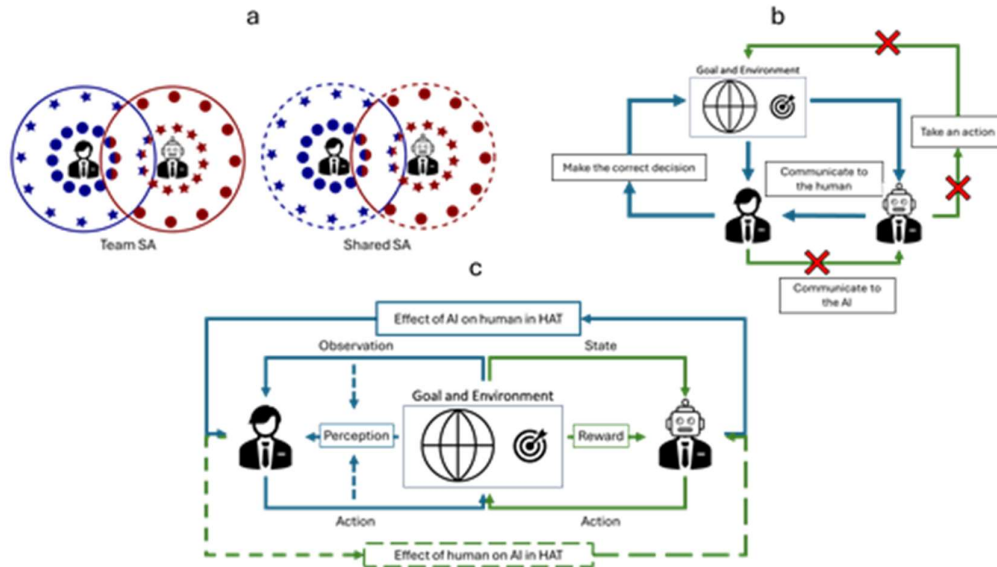 a
Team SA
Shared SA
b
Goal and Environment
Make the correct decision
Communicate to
the human
Take an action
Communicate to
the AI
c
Effect of AI on human in HAT
Observation
State
Goal and Environment
Perception
Reward
Action
Action
Effect of human on AI in HAT